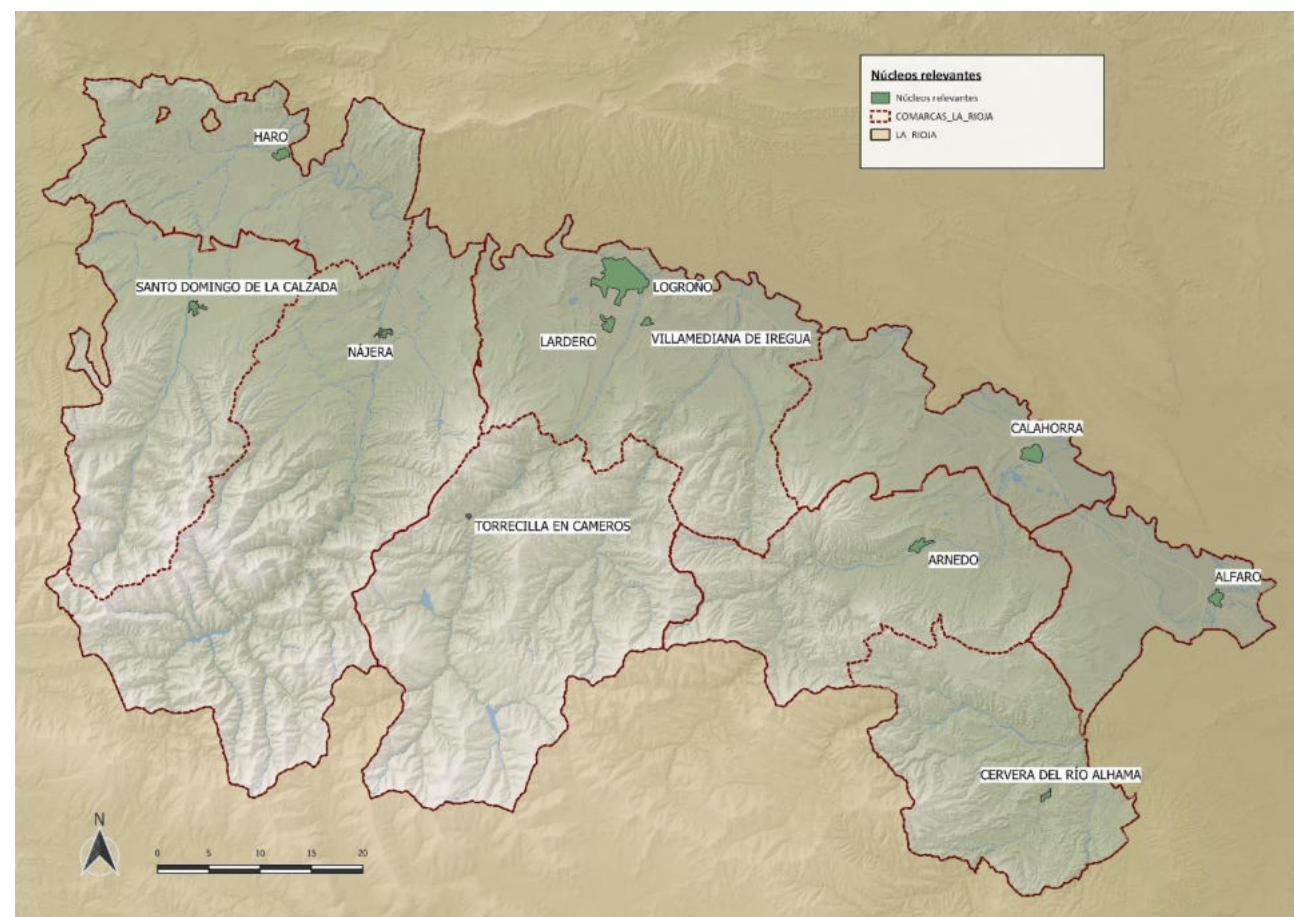 Núcleos relevantes
Núcleos relevantes
COMARCAS_LA_RIOJA
LA RIOJA
HARO
SANTO DOMINGO DE LA CALZADA
NÁJERA
LOGROÑO
LARDERO
VILLAMEDIANA DE IREGUA
CALAHORRA
TORRECILLA EN CAMEROS
ARNEDO
ALFARO
CERVERA DEL RÍO ALHAMA
N
0 5 10 15 20